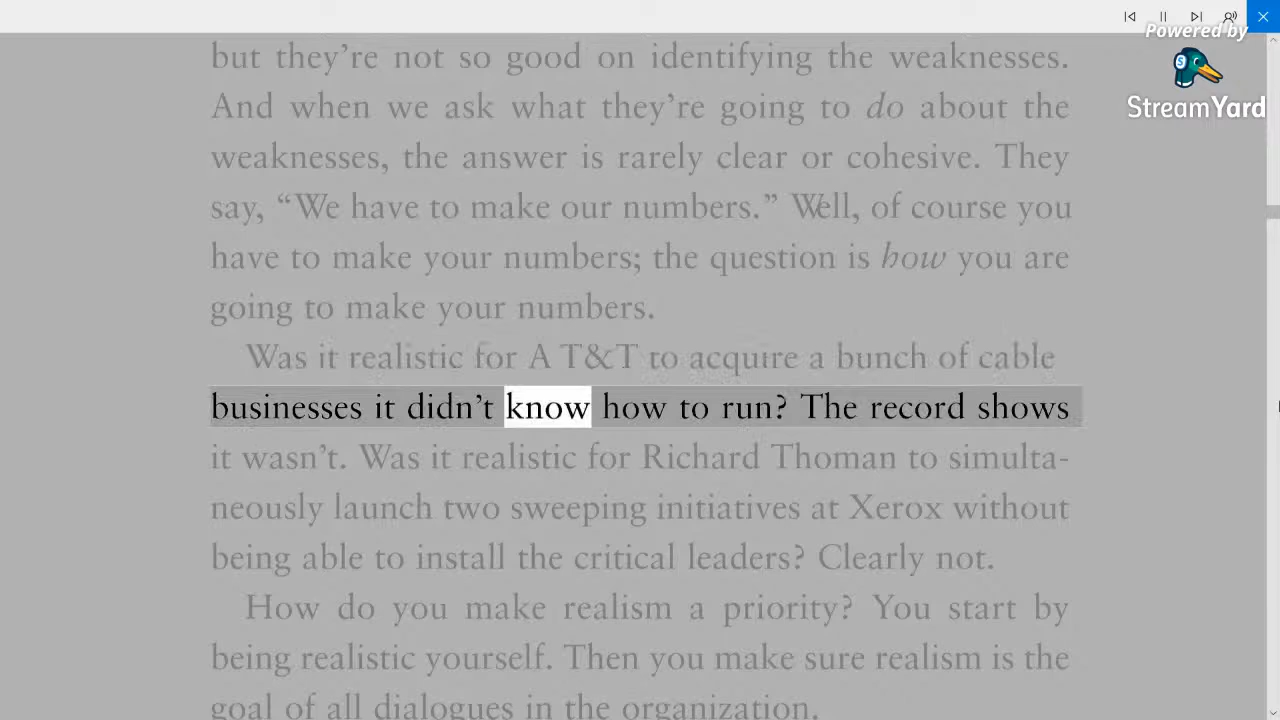 Powered by
StreamYard
but they're not so good on identifying the weaknesses.
And when we ask what they're going to do about the
weaknesses, the answer is rarely clear or cohesive. They
say, “We have to make our numbers.” Well, of course you
have to make your numbers; the question is how you are
going to make your numbers.
Was it realistic for A T&T to acquire a bunch of cable
businesses it didn't know how to run? The record shows
it wasn't. Was it realistic for Richard Thoman to simulta-
neously launch two sweeping initiatives at Xerox without
being able to install the critical leaders? Clearly not.
How do you make realism a priority? You start by
being realistic yourself. Then you make sure realism is the
goal of all dialogues in the organization.